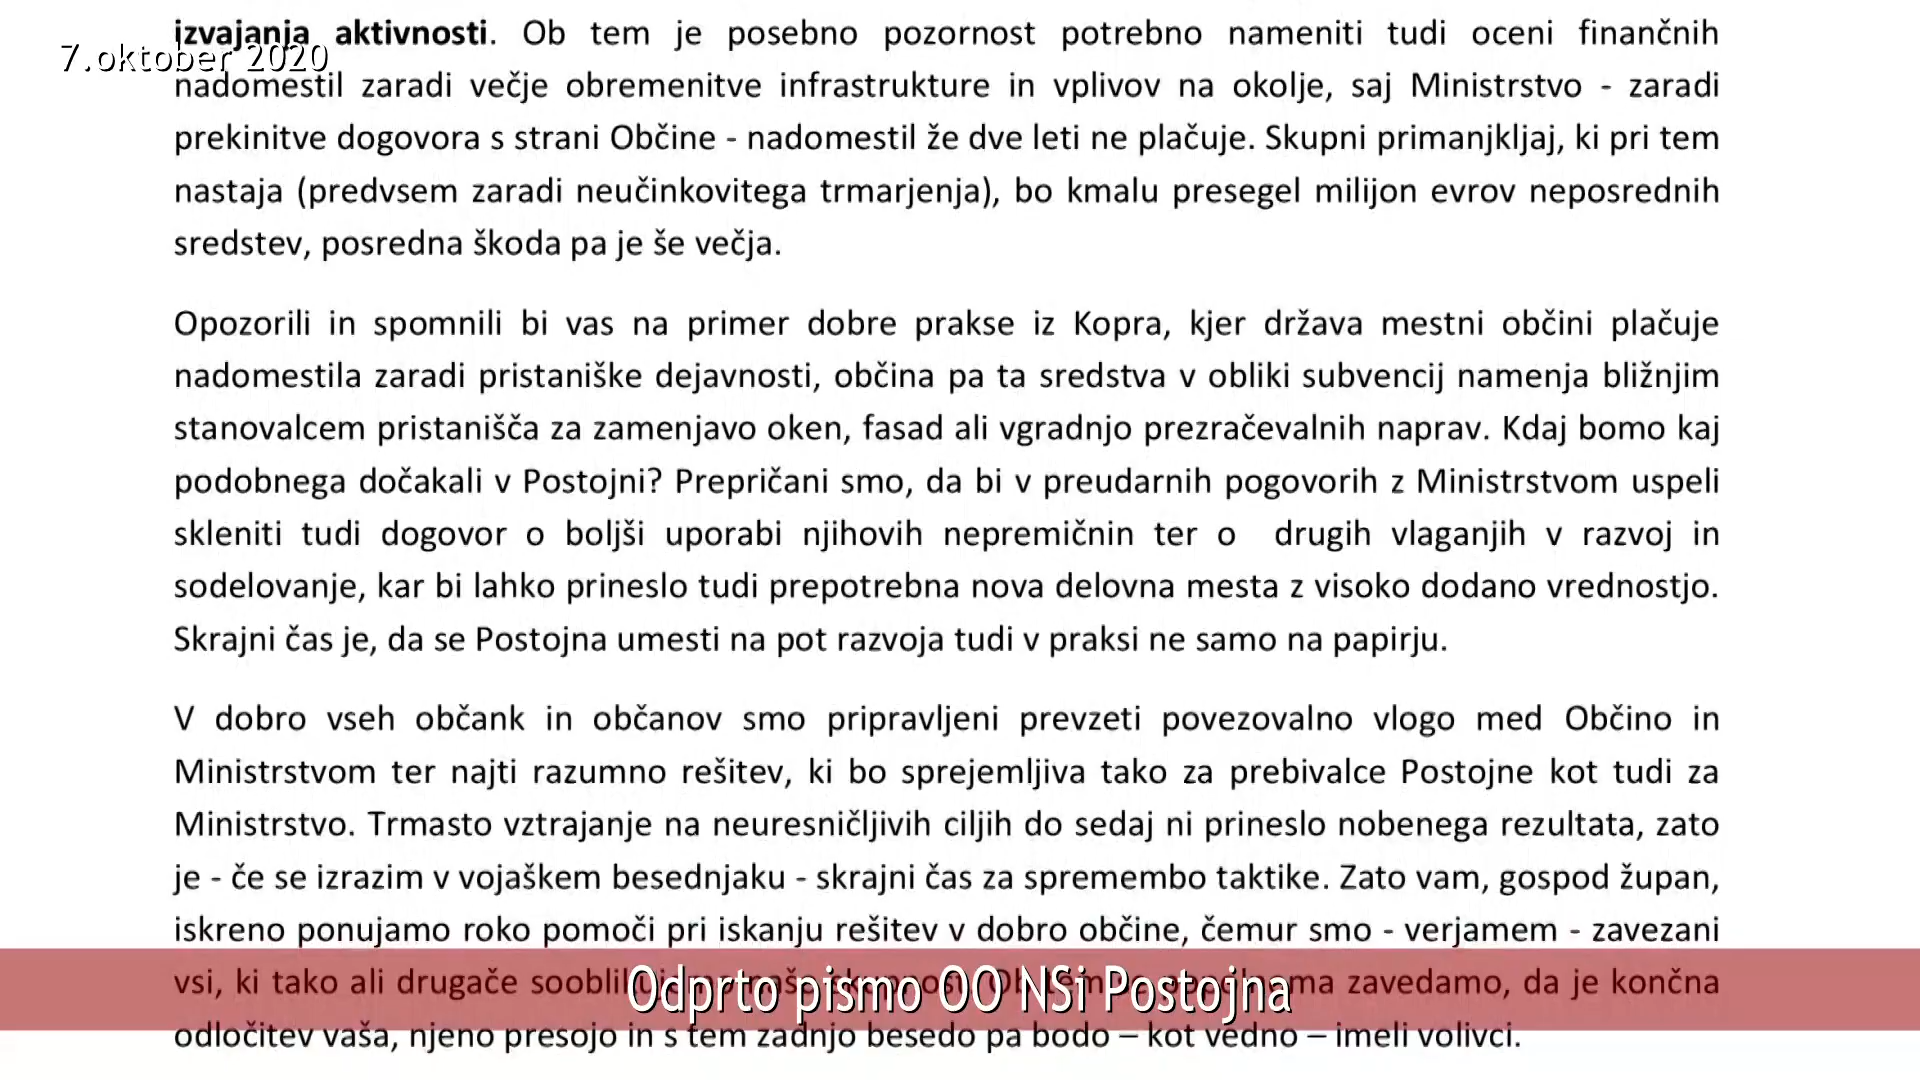 izvajanja aktivnosti. Ob tem je posebno pozornost potrebno nameniti tudi oceni finančnih
7.oktober 2020
nadomestil zaradi večje obremenitve infrastrukture in vplivov na okolje, saj Ministrstvo - zaradi
prekinitve dogovora s strani Občine - nadomestil že dve leti ne plačuje. Skupni primanjkljaj, ki pri tem
nastaja (predvsem zaradi neučinkovitega trmarjenja), bo kmalu presegel milijon evrov neposrednih
sredstev, posredna škoda pa je še večja.
Opozorili in spomnili bi vas na primer dobre prakse iz Kopra, kjer država mestni občini plačuje
nadomestila zaradi pristaniške dejavnosti, občina pa ta sredstva v obliki subvencij namenja bližnjim
stanovalcem pristanišča za zamenjavo oken, fasad ali vgradnjo prezračevalnih naprav. Kdaj bomo kaj
podobnega dočakali v Postojni? Prepričani smo, da bi v preudarnih pogovorih z Ministrstvom uspeli
skleniti tudi dogovor o boljši uporabi njihovih nepremičnin ter o drugih vlaganjih v razvoj in
sodelovanje, kar bi lahko prineslo tudi prepotrebna nova delovna mesta z visoko dodano vrednostjo.
Skrajni čas je, da se Postojna umesti na pot razvoja tudi v praksi ne samo na papirju.
V dobro vseh občank in občanov smo pripravljeni prevzeti povezovalno vlogo med Občino in
Ministrstvom ter najti razumno rešitev, ki bo sprejemljiva tako za prebivalce Postojne kot tudi za
Ministrstvo. Trmasto vztrajanje na neuresničljivih ciljih do sedaj ni prineslo nobenega rezultata, zato
je - če se izrazim v vojaškem besednjaku - skrajni čas za spremembo taktike. Zato vam, gospod župan,
iskreno ponujamo roko pomoči pri iskanju rešitev v dobro občine, čemur smo - verjamem - zavezani
vsi, ki tako ali drugače zavedamo, da je končna
Odprto pismo OO NSi Postojna
odločitev vaša, njeno presojo in s tem zadnjo besedo pa bodo – kot vedno – imeli volivci.